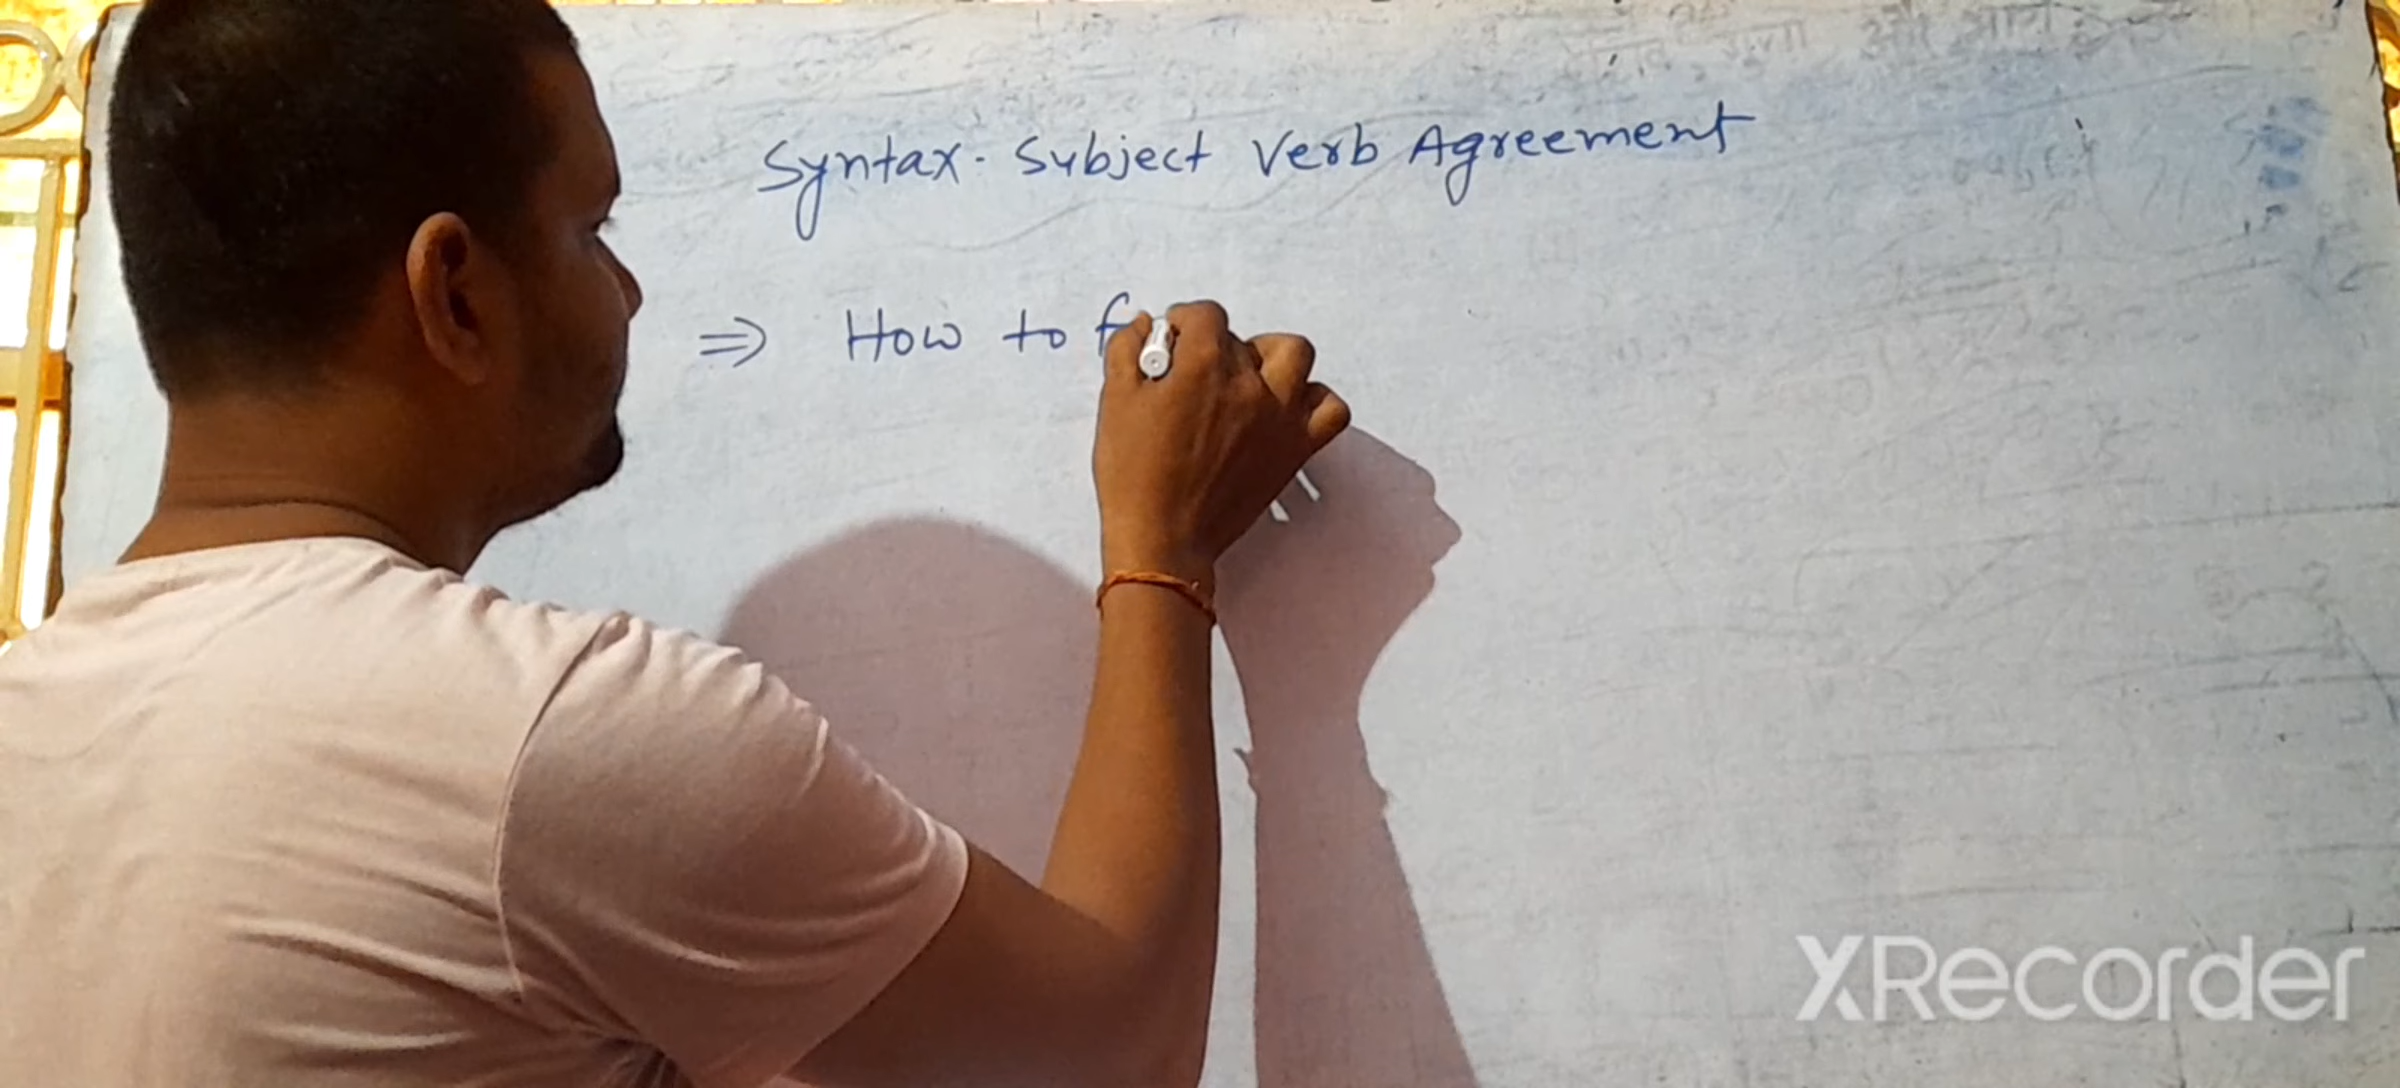 Syntax. Subject Verb Agreement
⇒ How to f
XRecorder